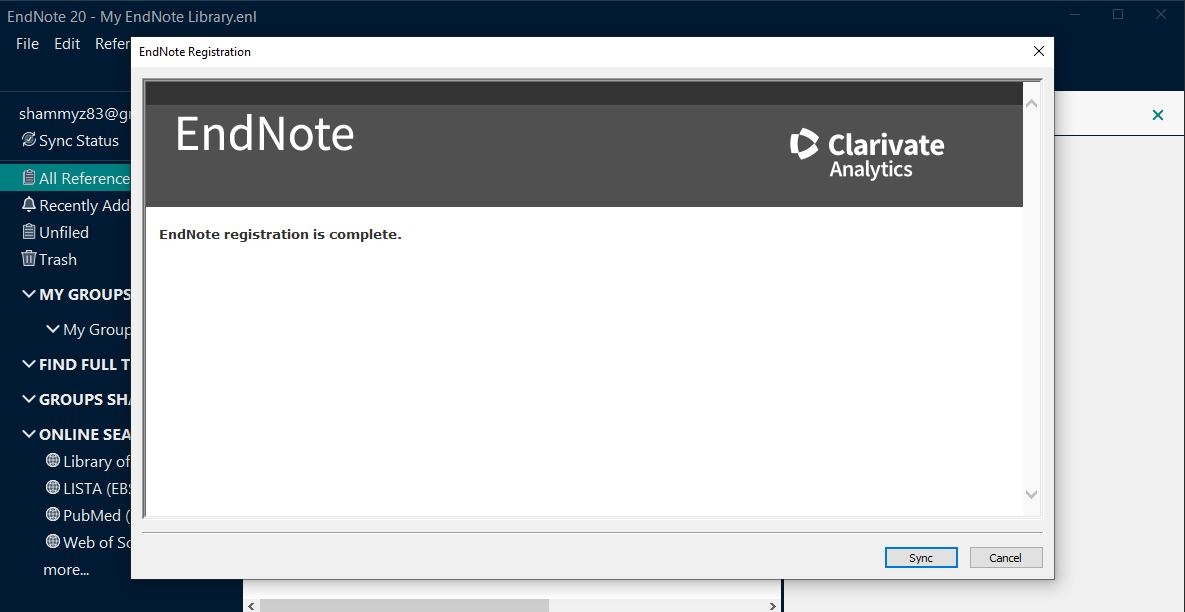 EndNote 20 - My EndNote Library.enl
File Edit Refer
EndNote Registration
shammyz83@g
Sync Status
All Reference
Recently Add
Unfiled
Trash
MY GROUPS
My Group
FIND FULL T
GROUPS SHA
ONLINE SEA
Library of
LISTA (EBS
PubMed (
Web of Sc
more...
EndNote
Clarivate
Analytics
EndNote registration is complete.
Sync Cancel